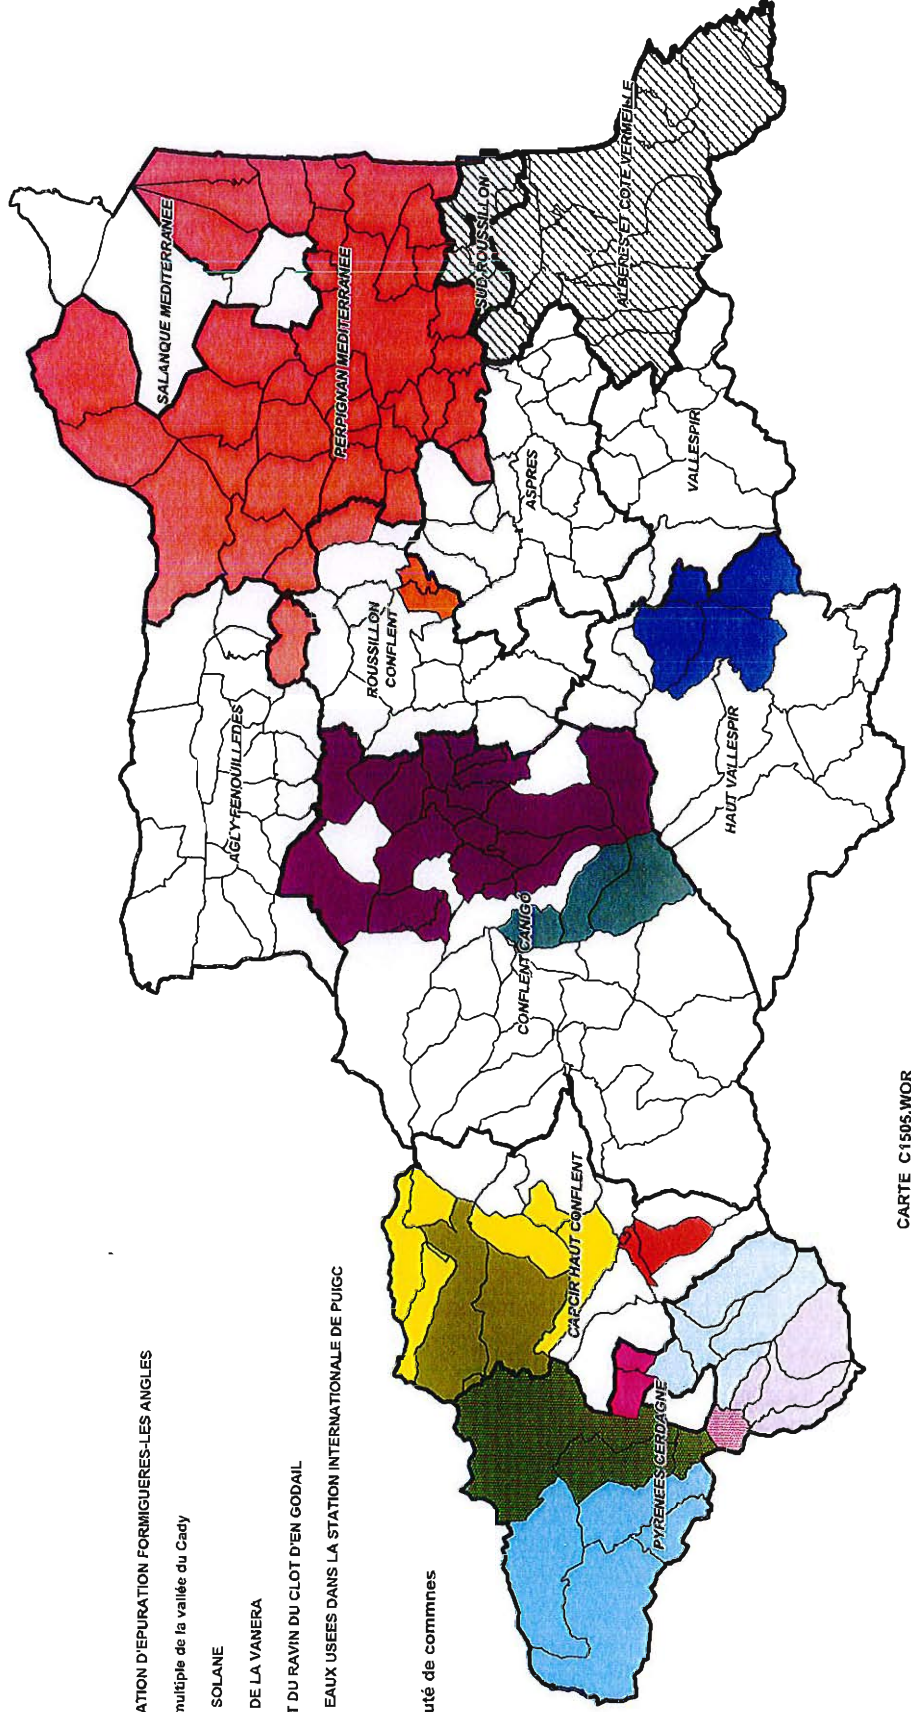 ATION D'EPURATION FORMIGUERES-LES ANGLES
multiple de la vallée du Cady
SOLANE
DE LA VANERA
T DU RAVIN DU CLOT D'EN GODAIL
EAUX USEES DANS LA STATION INTERNATIONALE DE PUIGC
uté de commnes
SALANQUE MEDITERRANEE
PERPIGNAN MEDITERRANEE
SUD ROUSSILLON
ALBERES ET COTE VERMEILLE
AGLY-FENOUILLEDES
ROUSSILLON
CONFLENT
ASPRES
VALLESPIR
HAUT VALLESPIR
CONFLENT CANIGO
CAPCIR HAUT CONFLENT
PYRENEES CERDAGNE
CARTE C1505.WOR